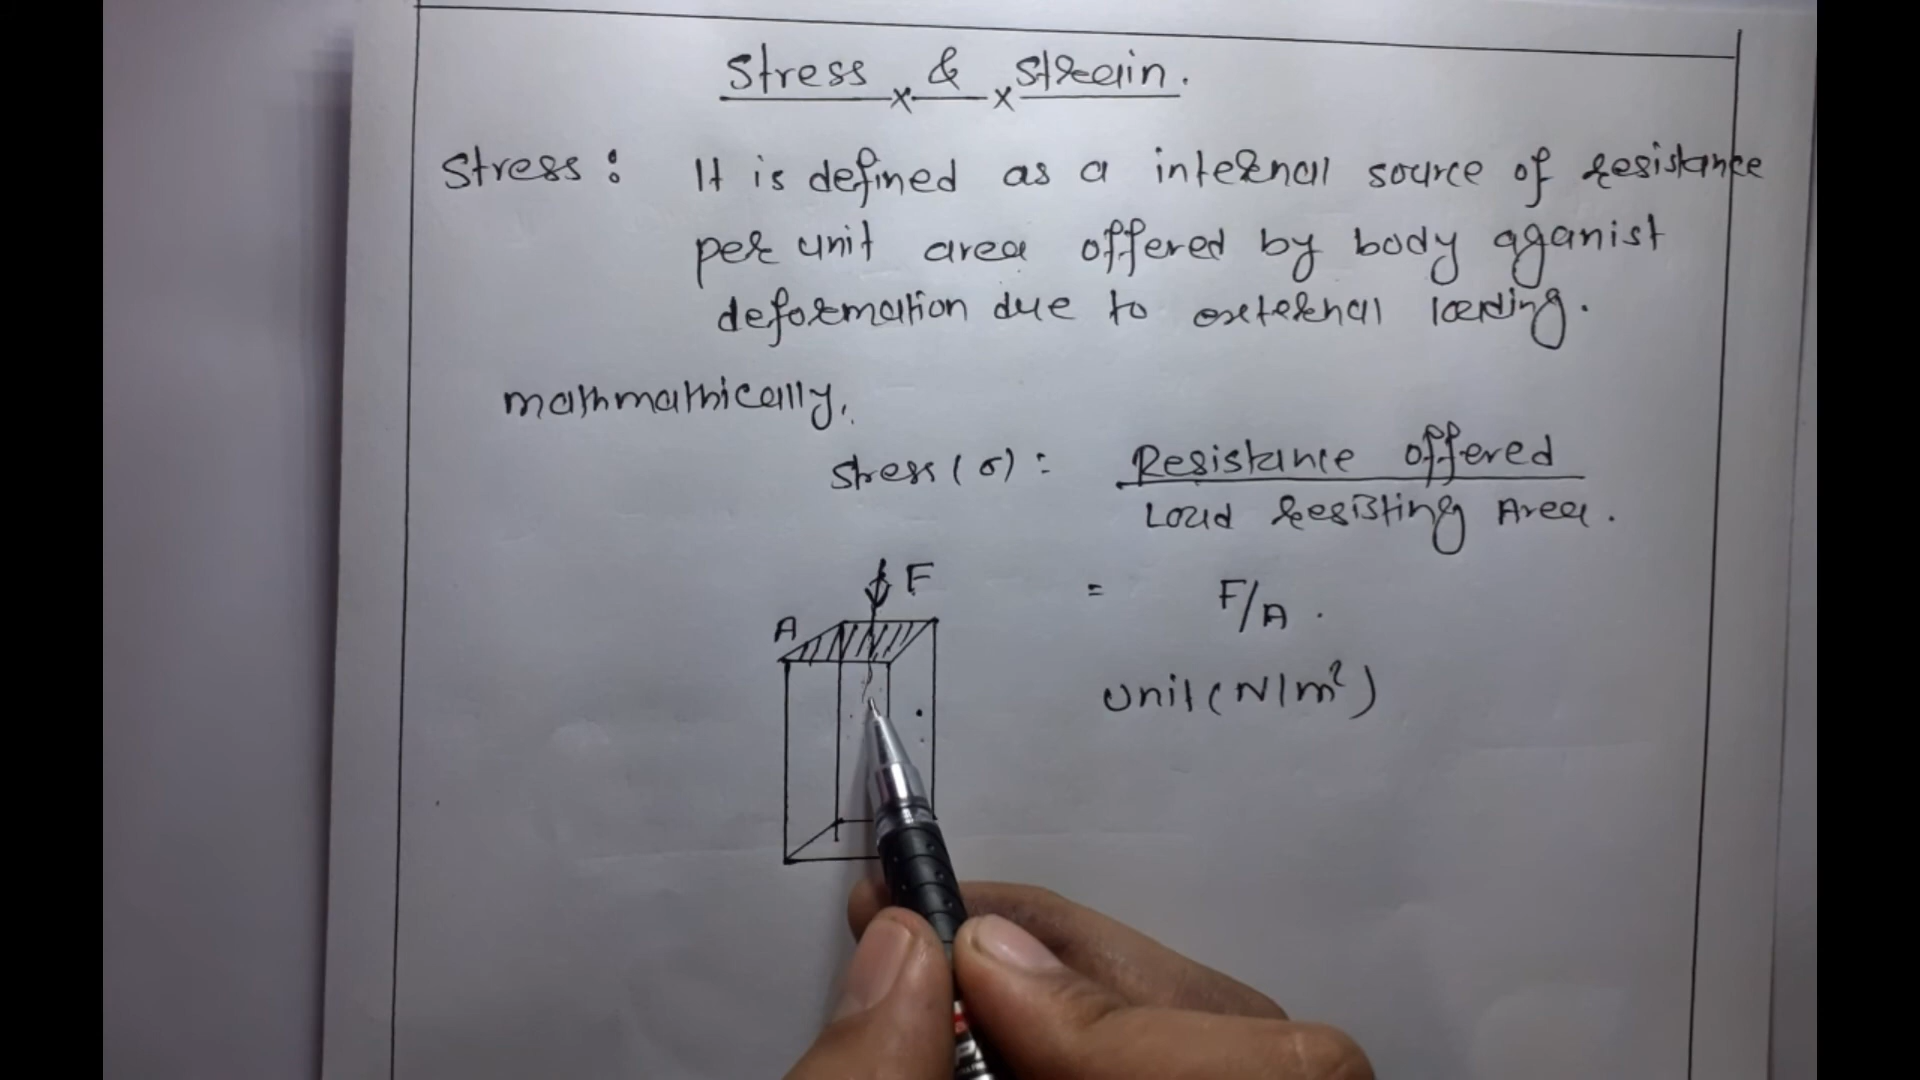 Stress & Strain.
Stress: It is defined as a internal source of resistance
per unit area offered by body aganist
deformation due to external loading.
mathmathically,
stress (σ) = Resistance offered
Load resisting Area.
F
A
= F/A.
Unit (N/m²)